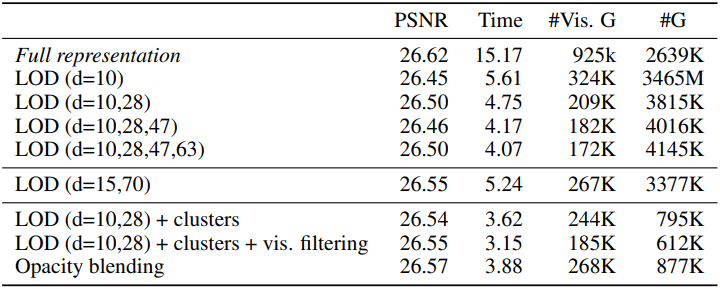 PSNR Time #Vis. G #G
Full representation 26.62 15.17 925k 2639K
LOD (d=10) 26.45 5.61 324K 3465M
LOD (d=10,28) 26.50 4.75 209K 3815K
LOD (d=10,28,47) 26.46 4.17 182K 4016K
LOD (d=10,28,47,63) 26.50 4.07 172K 4145K
LOD (d=15,70) 26.55 5.24 267K 3377K
LOD (d=10,28) + clusters 26.54 3.62 244K 795K
LOD (d=10,28) + clusters + vis. filtering 26.55 3.15 185K 612K
Opacity blending 26.57 3.88 268K 877K